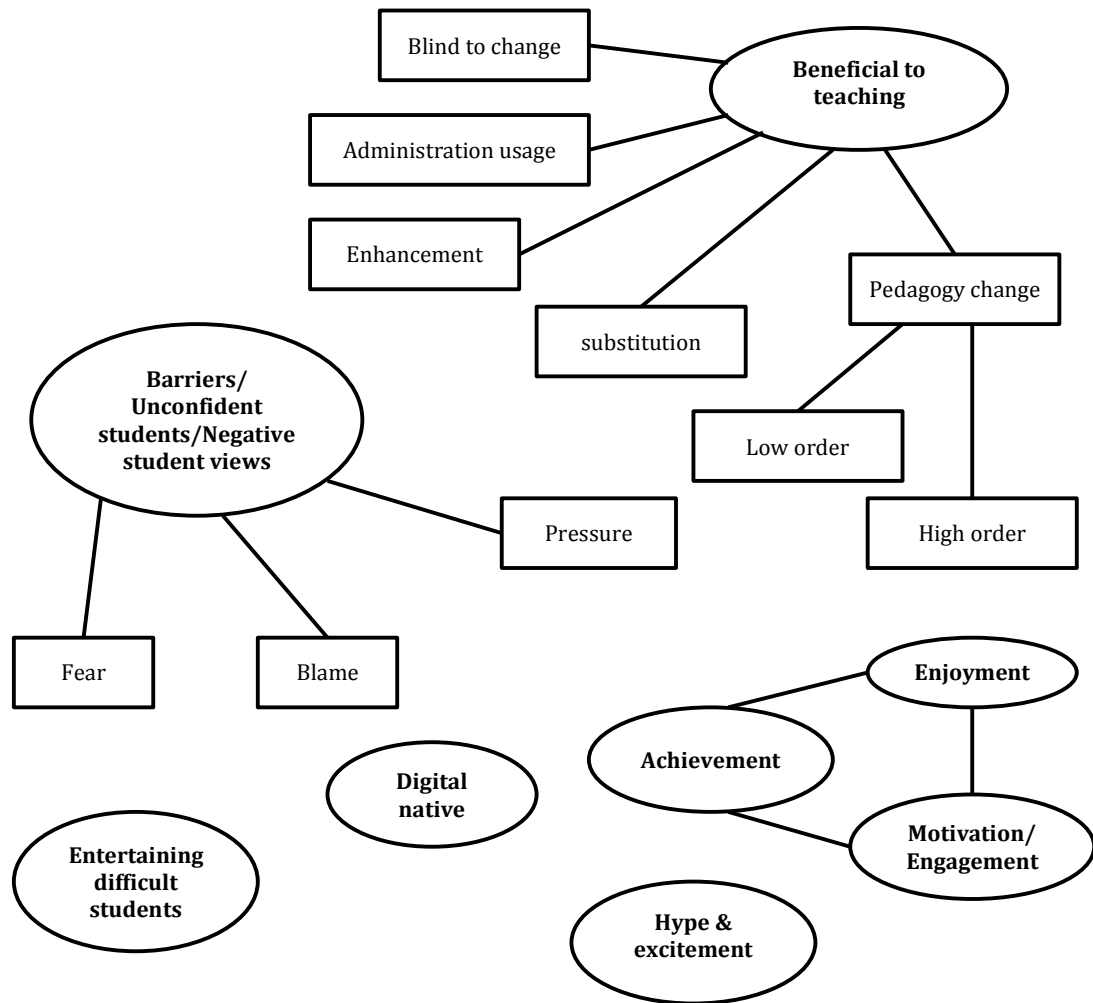 Blind to change
Beneficial to
teaching
Administration usage
Enhancement
Pedagogy change
substitution
Barriers/
Unconfident
students/Negative
student views
Low order
Pressure
High order
Fear
Blame
Enjoyment
Achievement
Digital
native
Motivation/
Engagement
Entertaining
difficult
students
Hype &
excitement